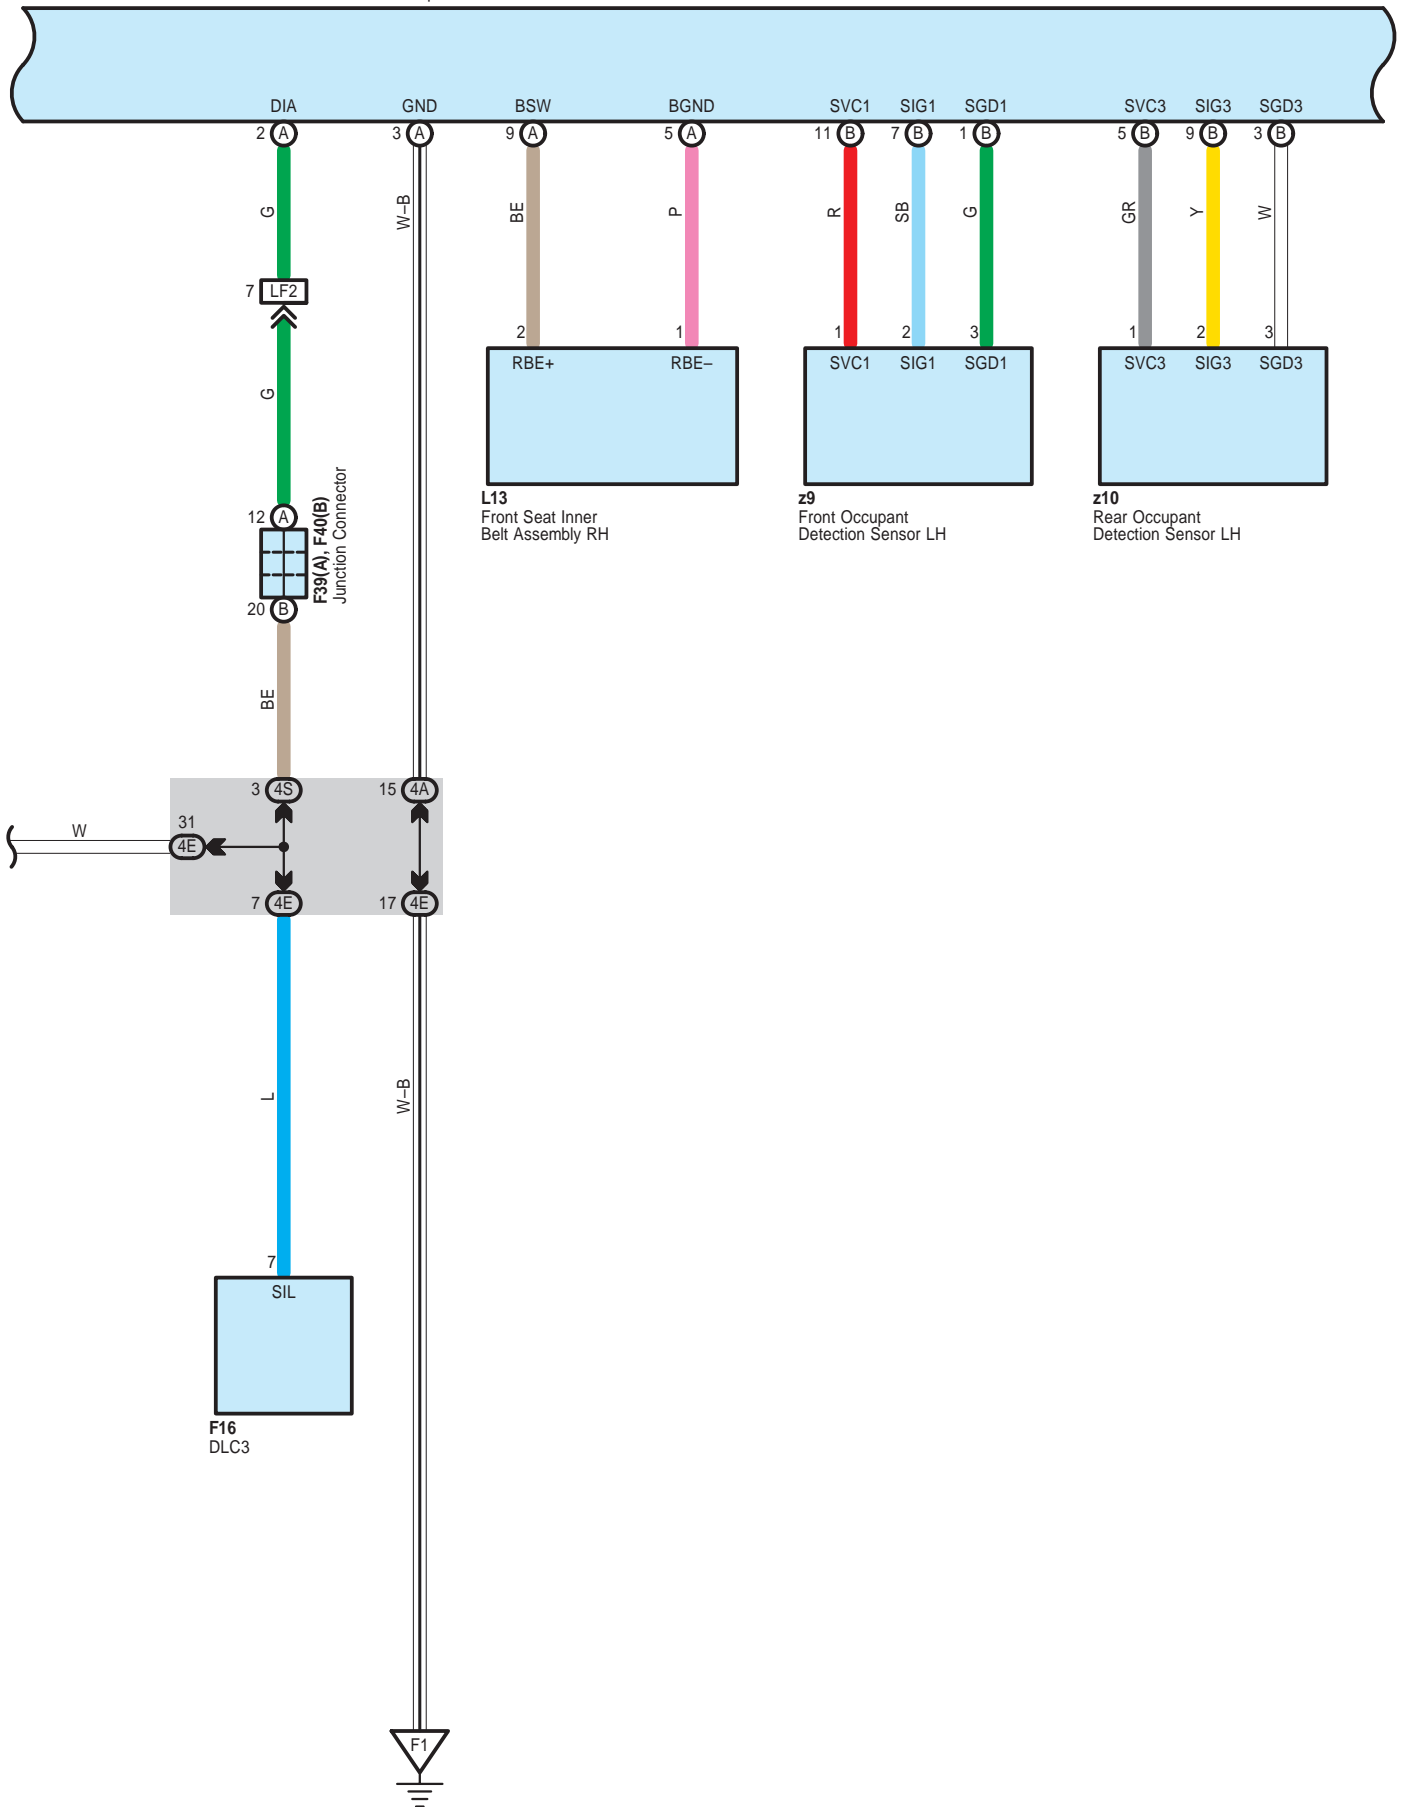 DIA GND BSW BGND SVC1 SIG1 SGD1 SVC3 SIG3 SGD3
2 A 3 A 9 A 5 A 11 B 7 B 1 B 5 B 9 B 3 B
G W–B BE P R SB G GR Y W
7 LF2
2 1 1 2 3 1 2 3
RBE+ RBE– SVC1 SIG1 SGD1 SVC3 SIG3 SGD3
G
L13
Front Seat Inner
Belt Assembly RH
z9
Front Occupant
Detection Sensor LH
z10
Rear Occupant
Detection Sensor LH
12 A
F39(A), F40(B)
Junction Connector
20 B
BE
3 4S 15 4A
W
31
4E
7 4E 17 4E
L W–B
7
SIL
F16
DLC3
F1